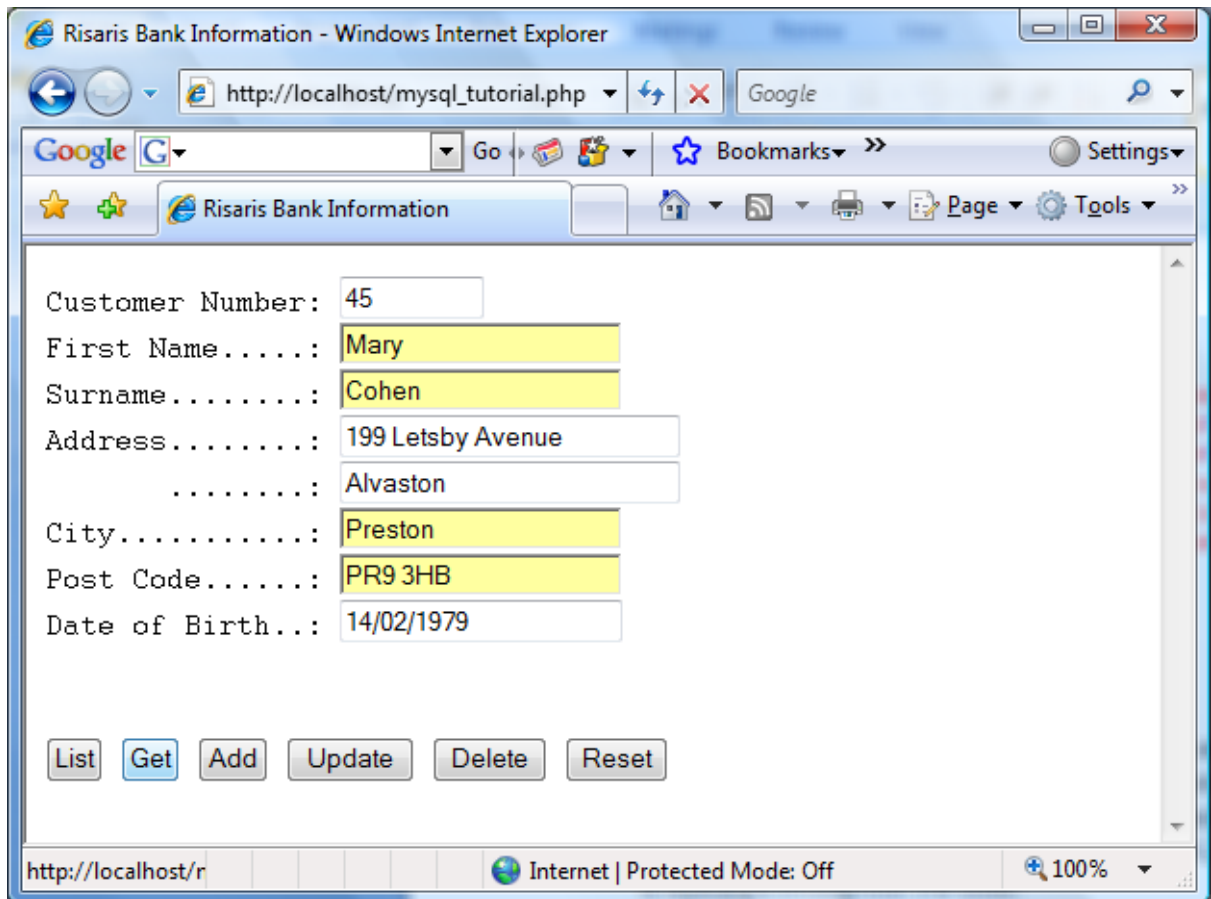 Risaris Bank Information - Windows Internet Explorer
http://localhost/mysql_tutorial.php Google
Google G Go Bookmarks Settings
Risaris Bank Information Page Tools
Customer Number: 45
First Name.....: Mary
Surname........: Cohen
Address........: 199 Letsby Avenue
........: Alvaston
City...........: Preston
Post Code......: PR9 3HB
Date of Birth..: 14/02/1979
List Get Add Update Delete Reset
http://localhost/r Internet | Protected Mode: Off 100%